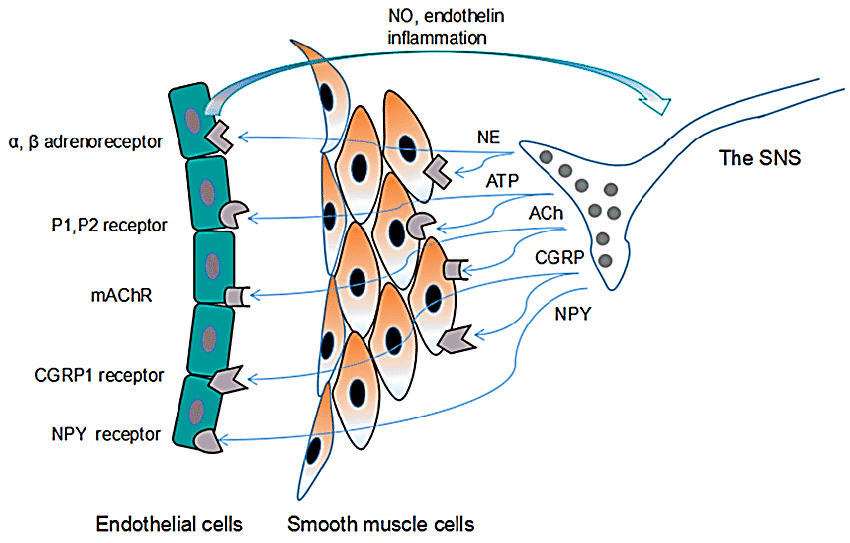 NO, endothelin
inflammation
α, β adrenoreceptor
NE
The SNS
ATP
P1,P2 receptor
ACh
CGRP
mAChR
NPY
CGRP1 receptor
NPY receptor
Endothelial cells
Smooth muscle cells